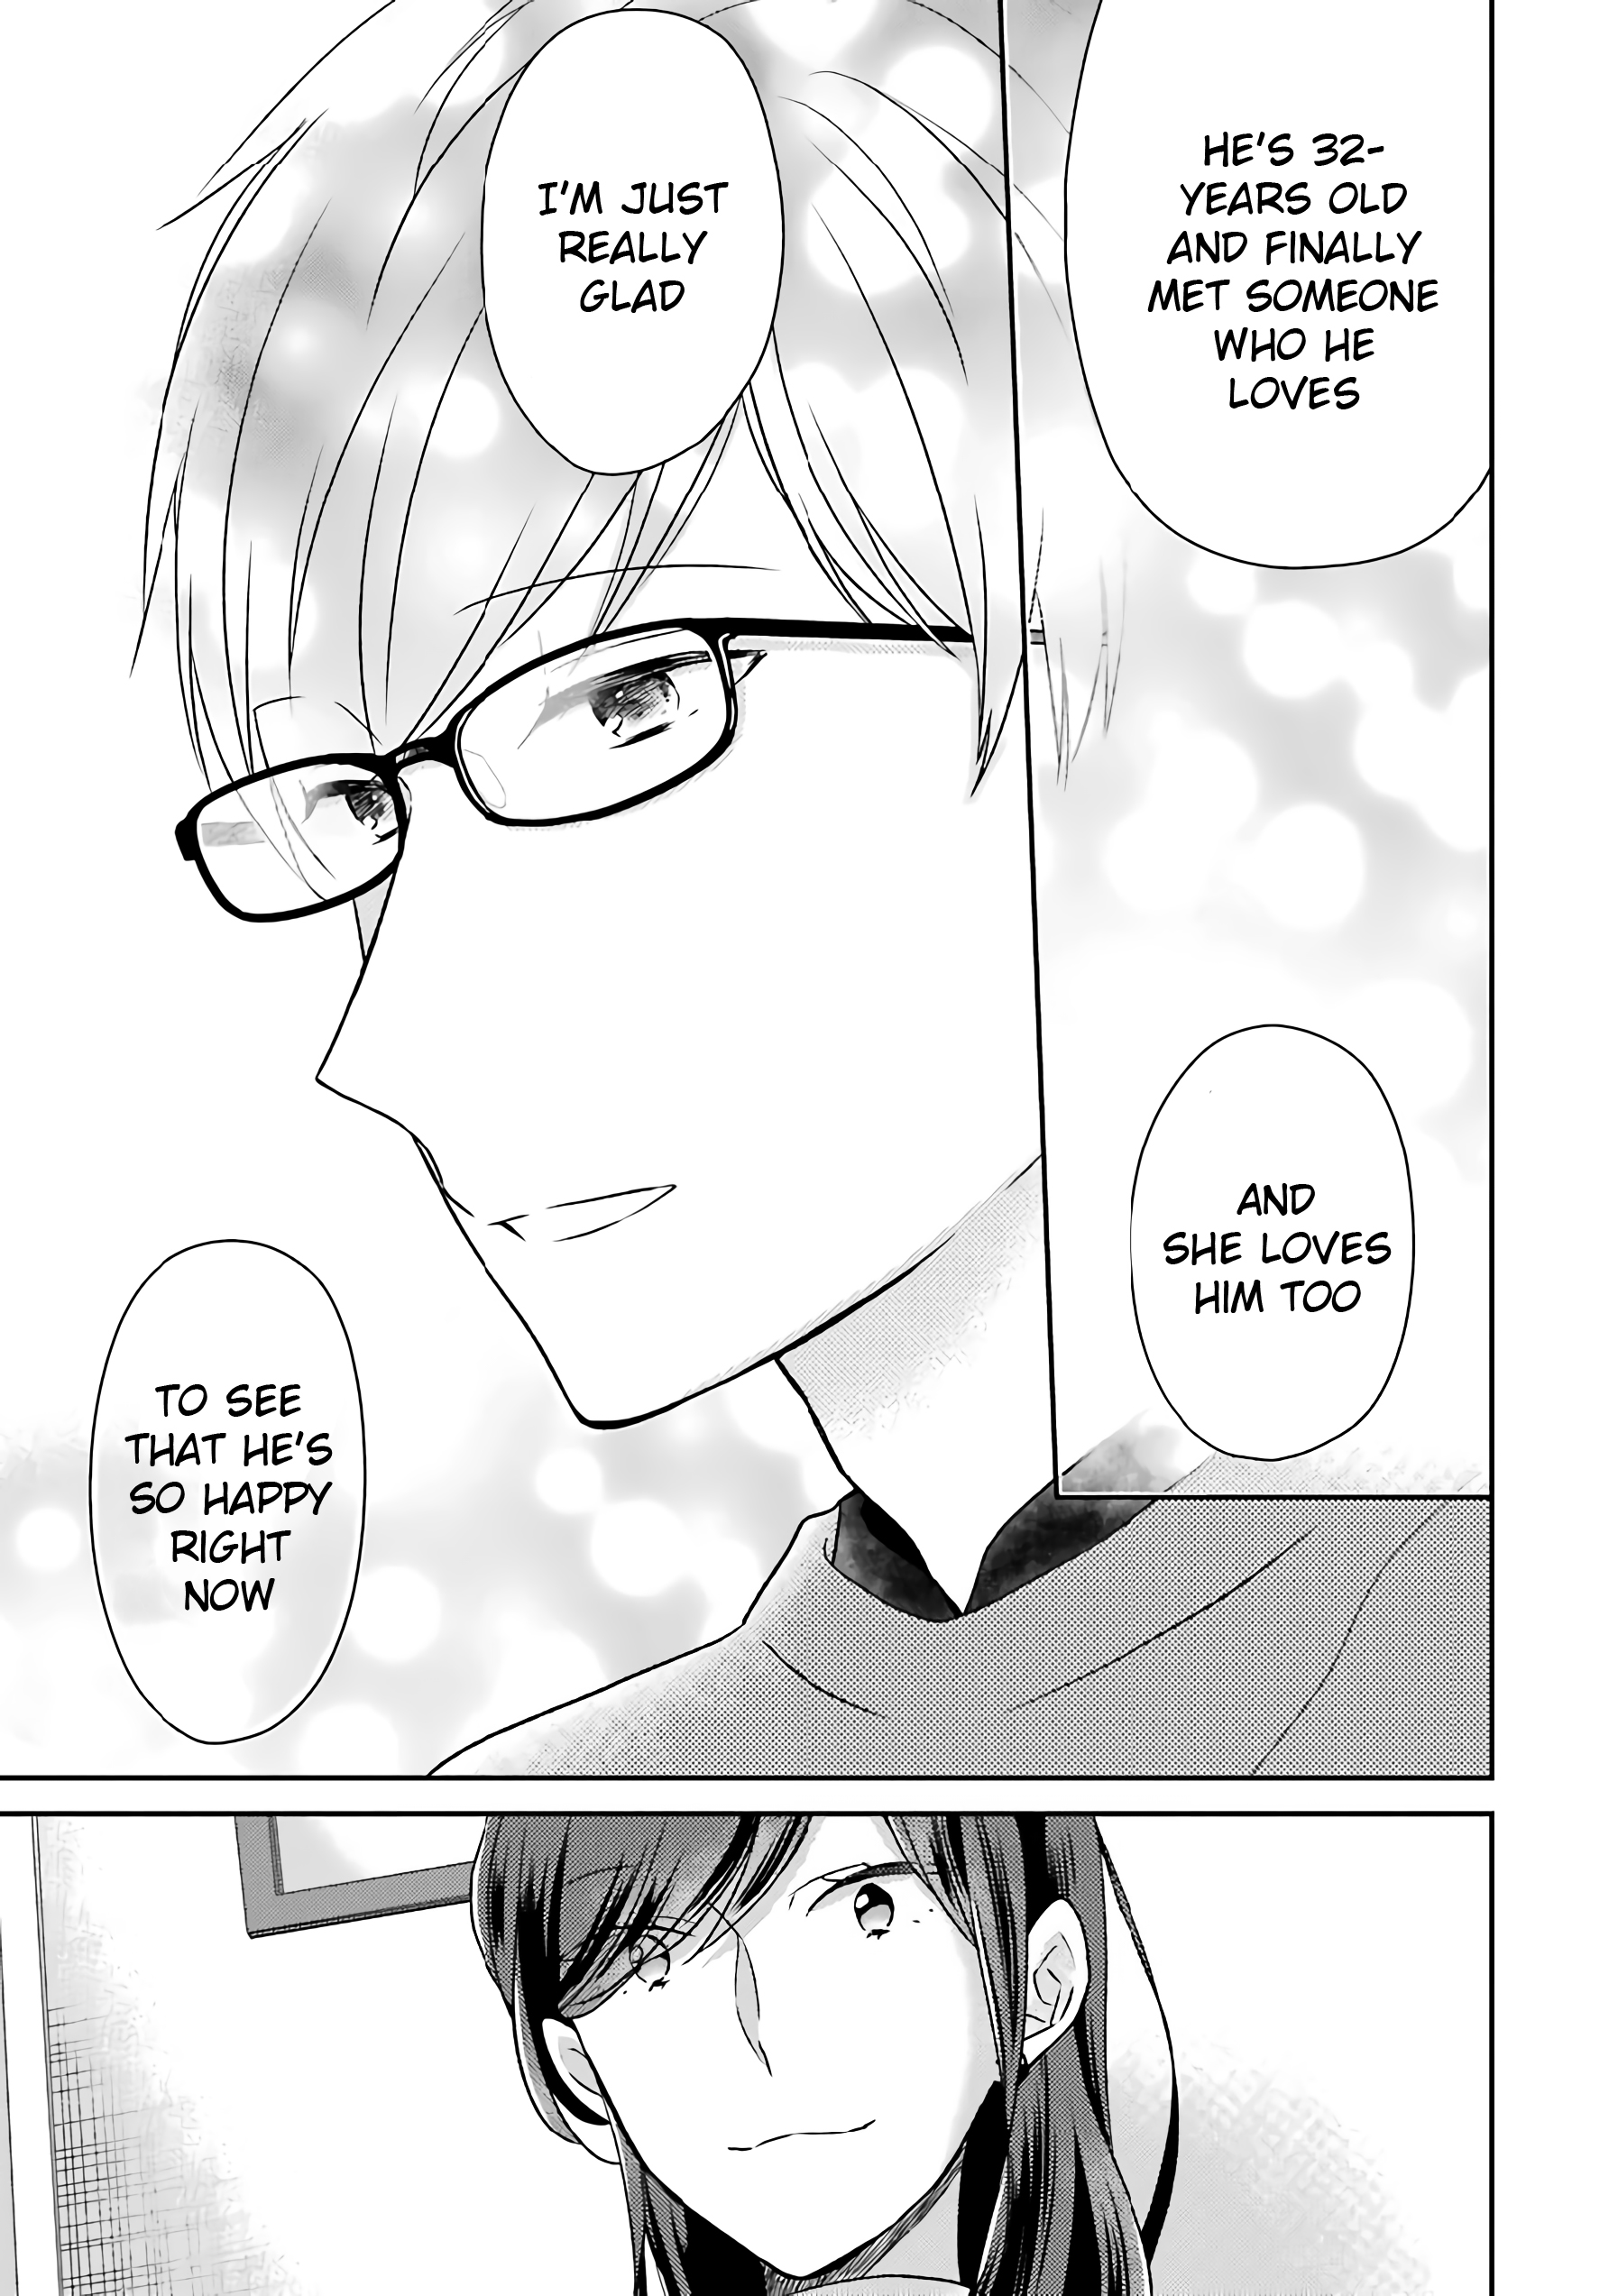 HE'S 32-
YEARS OLD
AND FINALLY
MET SOMEONE
WHO HE
LOVES
AND
SHE LOVES
HIM TOO
I'M JUST
REALLY
GLAD
TO SEE
THAT HE'S
SO HAPPY
RIGHT
NOW